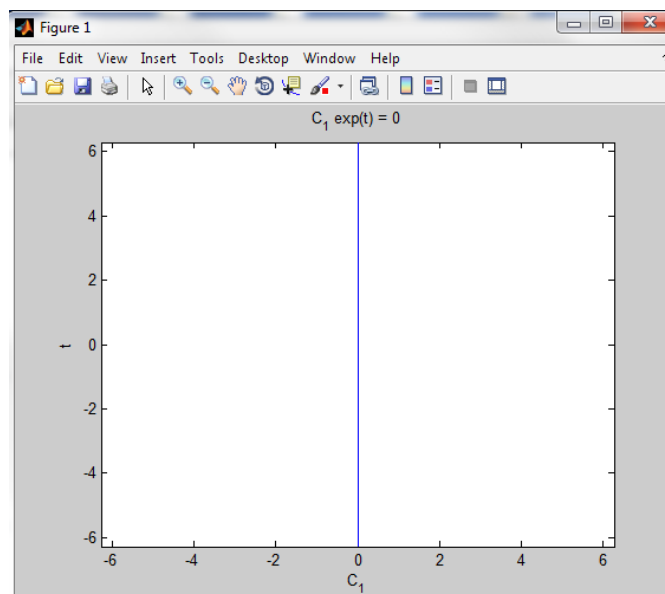 Figure 1
File Edit View Insert Tools Desktop Window Help
C₁ exp(t) = 0
6
4
2
t 0
-2
-4
-6
-6 -4 -2 0 2 4 6
C₁